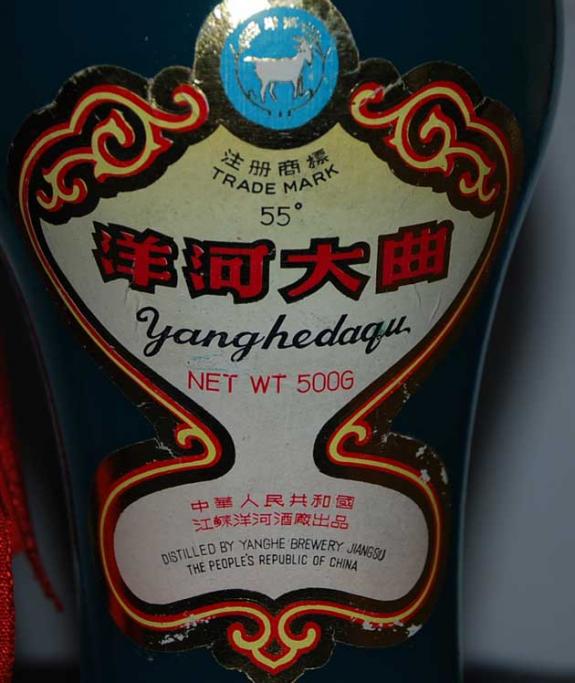 注册商標
TRADE MARK
55°
洋河大曲
Yanghedaqu
NET WT 500G
中華人民共和國
江蘇洋河酒廠出品
DISTILLED BY YANGHE BREWERY JIANGSU
THE PEOPLE'S REPUBLIC OF CHINA